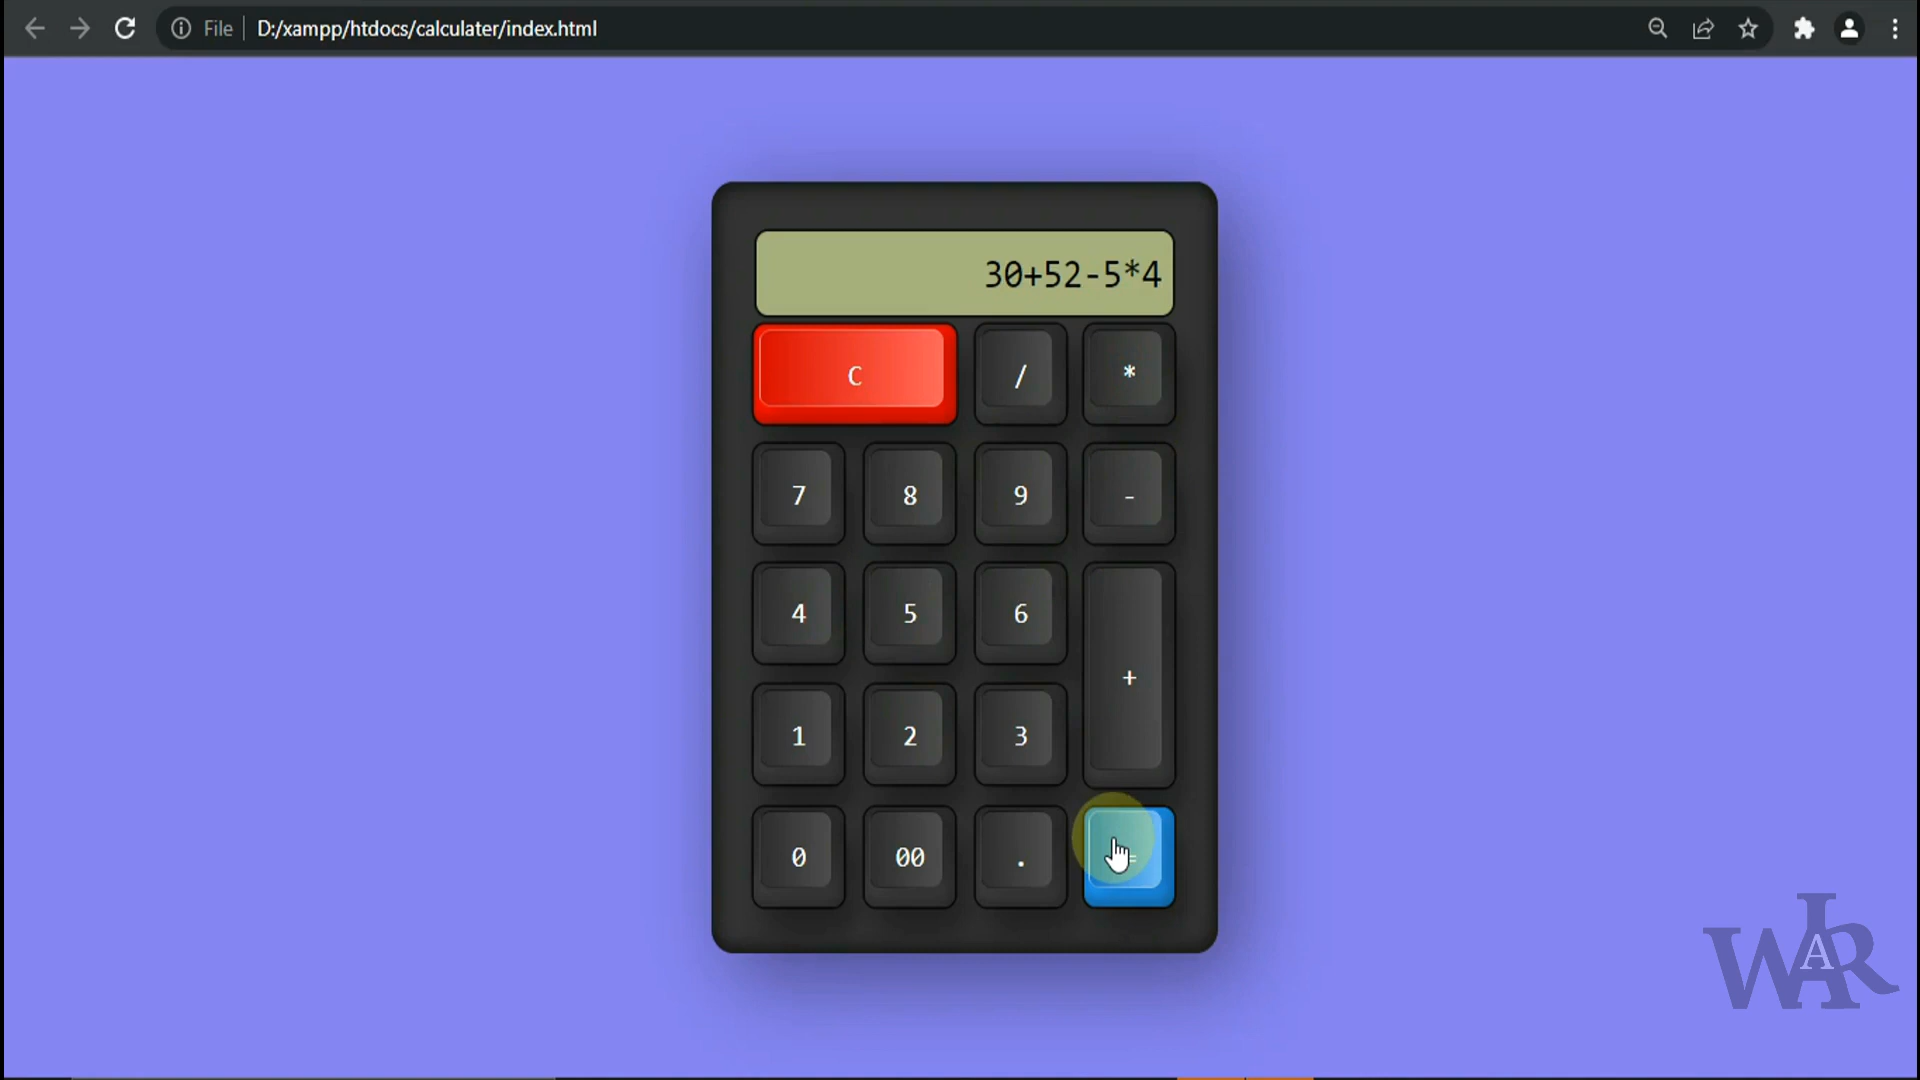 File D:/xampp/htdocs/calculater/index.html
30+52-5*4
C / *
7 8 9 -
4 5 6
+
1 2 3
0 00 . =
WAR